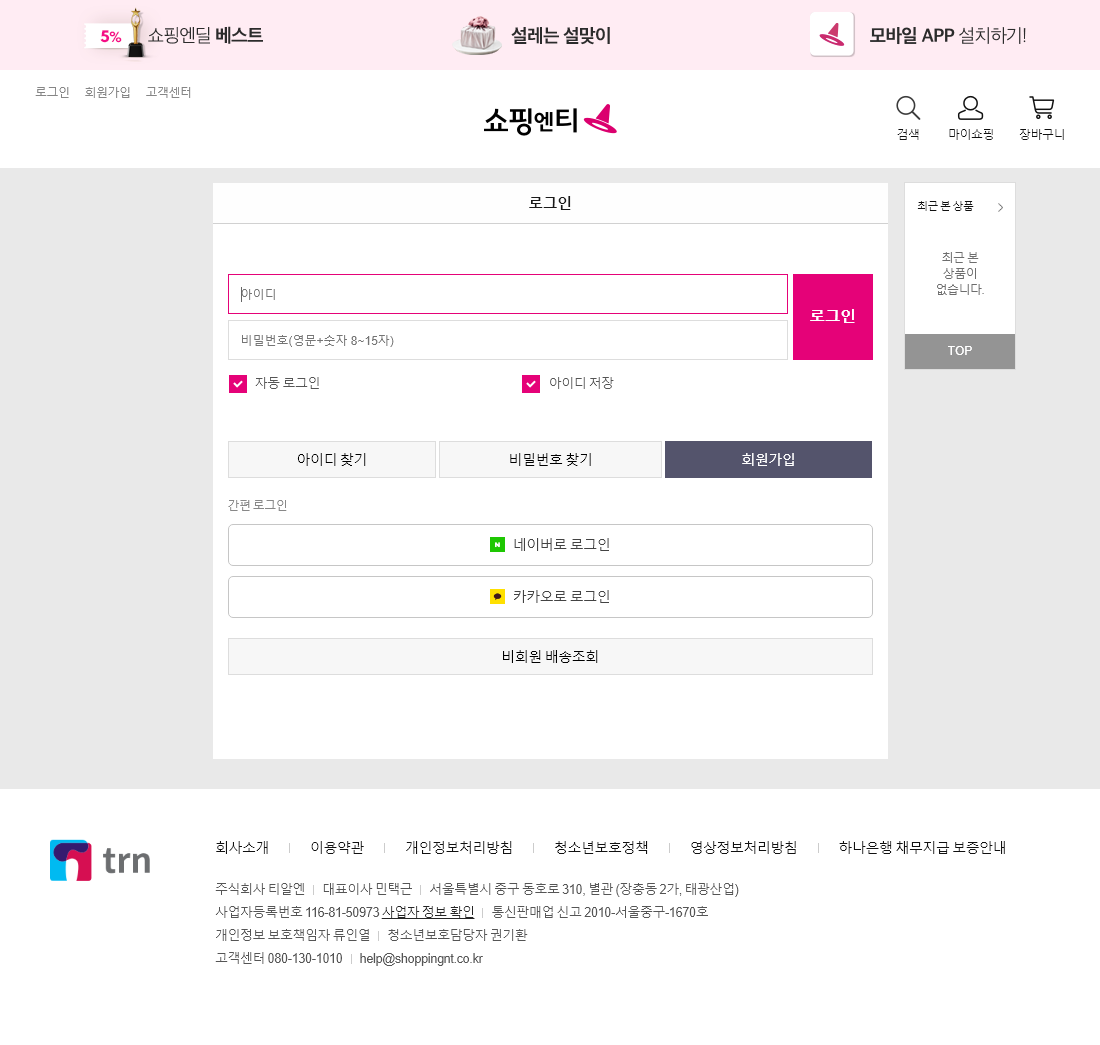 5% 쇼핑엔딜 베스트
설레는 설맞이
모바일 APP 설치하기!
로그인 회원가입 고객센터
쇼핑엔티
검색 마이쇼핑 장바구니
로그인
아이디
비밀번호(영문+숫자 8~15자)
로그인
자동 로그인 아이디 저장
아이디 찾기 비밀번호 찾기 회원가입
간편 로그인
네이버로 로그인
카카오로 로그인
비회원 배송조회
최근 본 상품
최근 본
상품이
없습니다.
TOP
trn
회사소개 이용약관 개인정보처리방침 청소년보호정책 영상정보처리방침 하나은행 채무지급 보증안내
주식회사 티알엔 대표이사 민택근 서울특별시 중구 동호로 310, 별관 (장충동 2가, 태광산업)
사업자등록번호 116-81-50973 사업자 정보 확인 통신판매업 신고 2010-서울중구-1670호
개인정보 보호책임자 류인열 청소년보호담당자 권기환
고객센터 080-130-1010 help@shoppingnt.co.kr